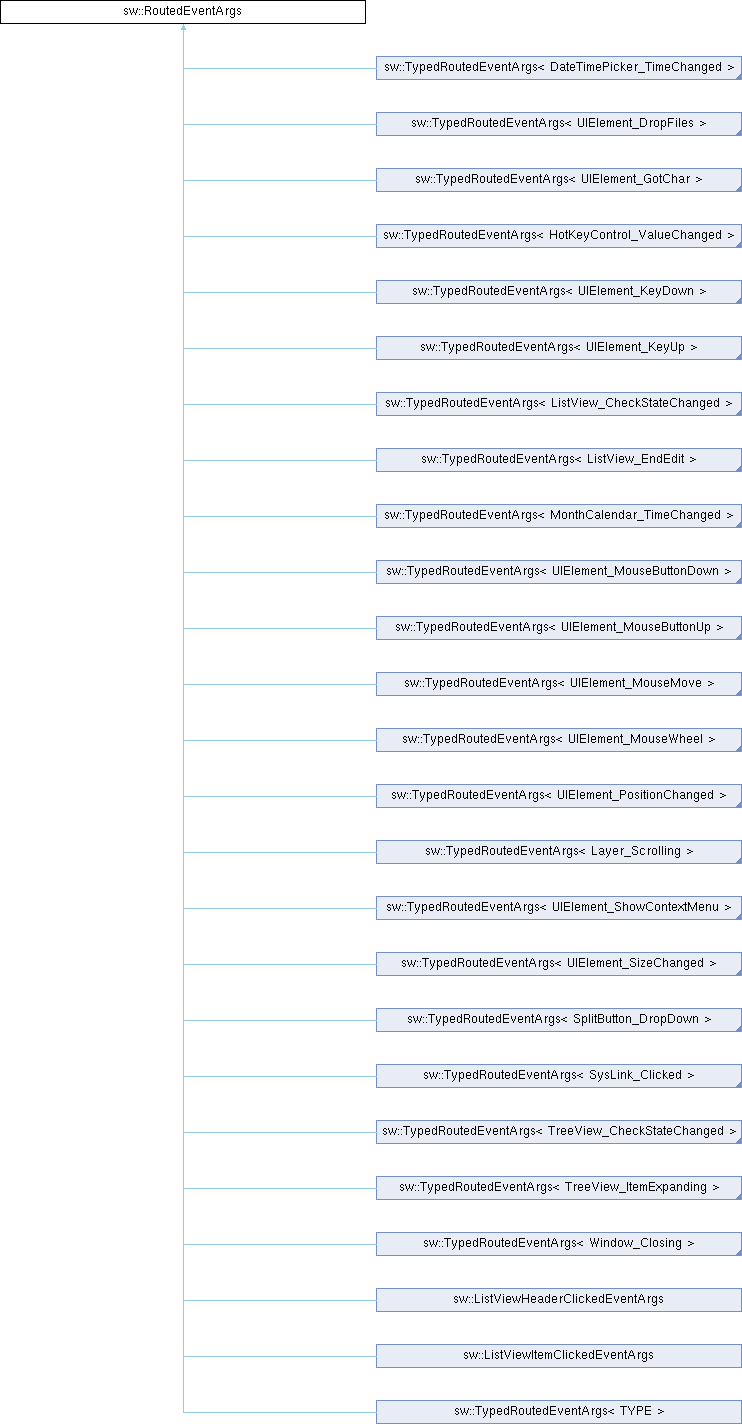 sw::RoutedEventArgs
sw::TypedRoutedEventArgs< DateTimePicker_TimeChanged >
sw::TypedRoutedEventArgs< UIElement_DropFiles >
sw::TypedRoutedEventArgs< UIElement_GotChar >
sw::TypedRoutedEventArgs< HotKeyControl_ValueChanged >
sw::TypedRoutedEventArgs< UIElement_KeyDown >
sw::TypedRoutedEventArgs< UIElement_KeyUp >
sw::TypedRoutedEventArgs< ListView_CheckStateChanged >
sw::TypedRoutedEventArgs< ListView_EndEdit >
sw::TypedRoutedEventArgs< MonthCalendar_TimeChanged >
sw::TypedRoutedEventArgs< UIElement_MouseButtonDown >
sw::TypedRoutedEventArgs< UIElement_MouseButtonUp >
sw::TypedRoutedEventArgs< UIElement_MouseMove >
sw::TypedRoutedEventArgs< UIElement_MouseWheel >
sw::TypedRoutedEventArgs< UIElement_PositionChanged >
sw::TypedRoutedEventArgs< Layer_Scrolling >
sw::TypedRoutedEventArgs< UIElement_ShowContextMenu >
sw::TypedRoutedEventArgs< UIElement_SizeChanged >
sw::TypedRoutedEventArgs< SplitButton_DropDown >
sw::TypedRoutedEventArgs< SysLink_Clicked >
sw::TypedRoutedEventArgs< TreeView_CheckStateChanged >
sw::TypedRoutedEventArgs< TreeView_ItemExpanding >
sw::TypedRoutedEventArgs< Window_Closing >
sw::ListViewHeaderClickedEventArgs
sw::ListViewItemClickedEventArgs
sw::TypedRoutedEventArgs< TYPE >